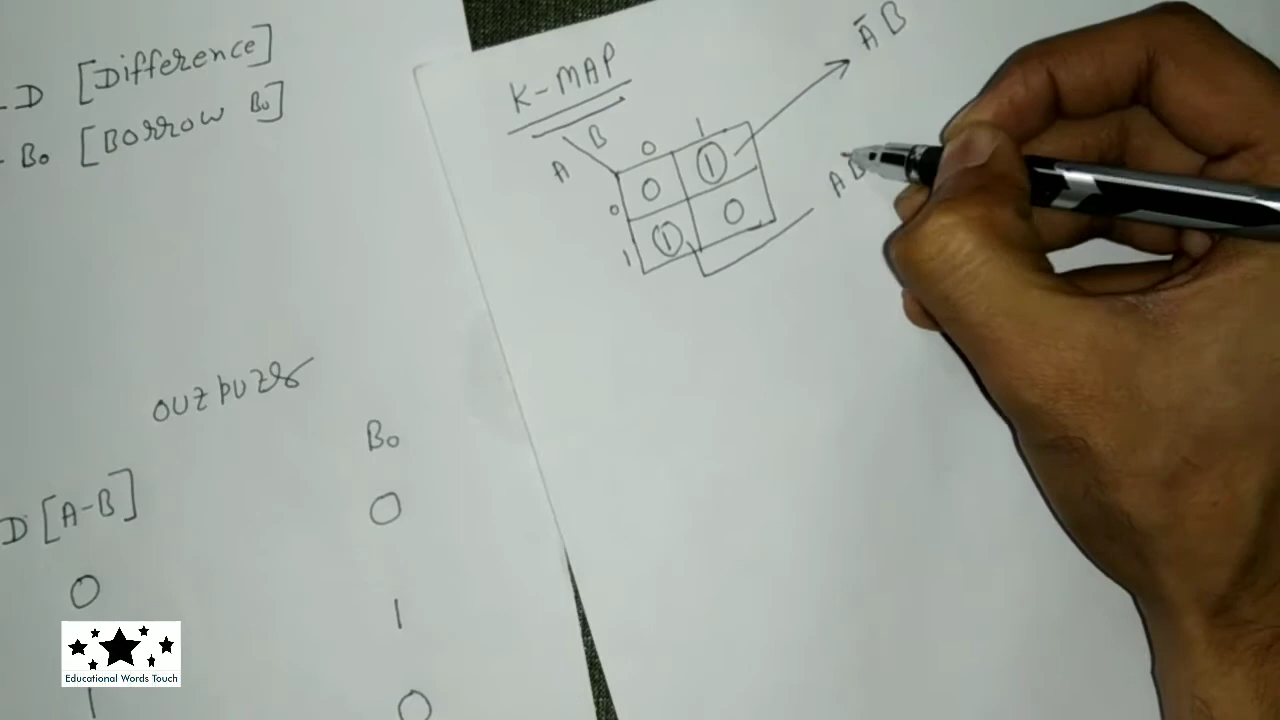 -D [Difference]
- Bo [Borrow Bo]
K-MAP
B
A
0 1
0 0 1
1 1 0
ĀB
AB
outputs
D [A-B] Bo
0 0
1 1
0
Educational Words Touch